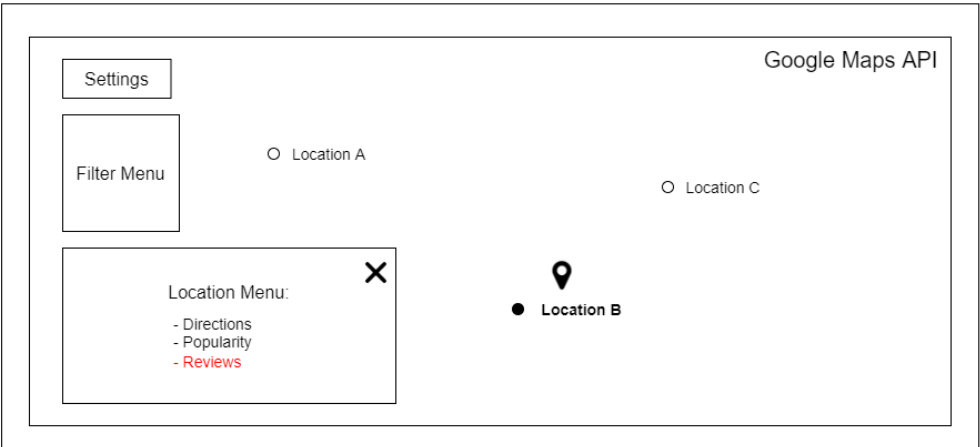 Google Maps API
Settings
Filter Menu
Location A
Location C
Location Menu:
- Directions
- Popularity
- Reviews
Location B